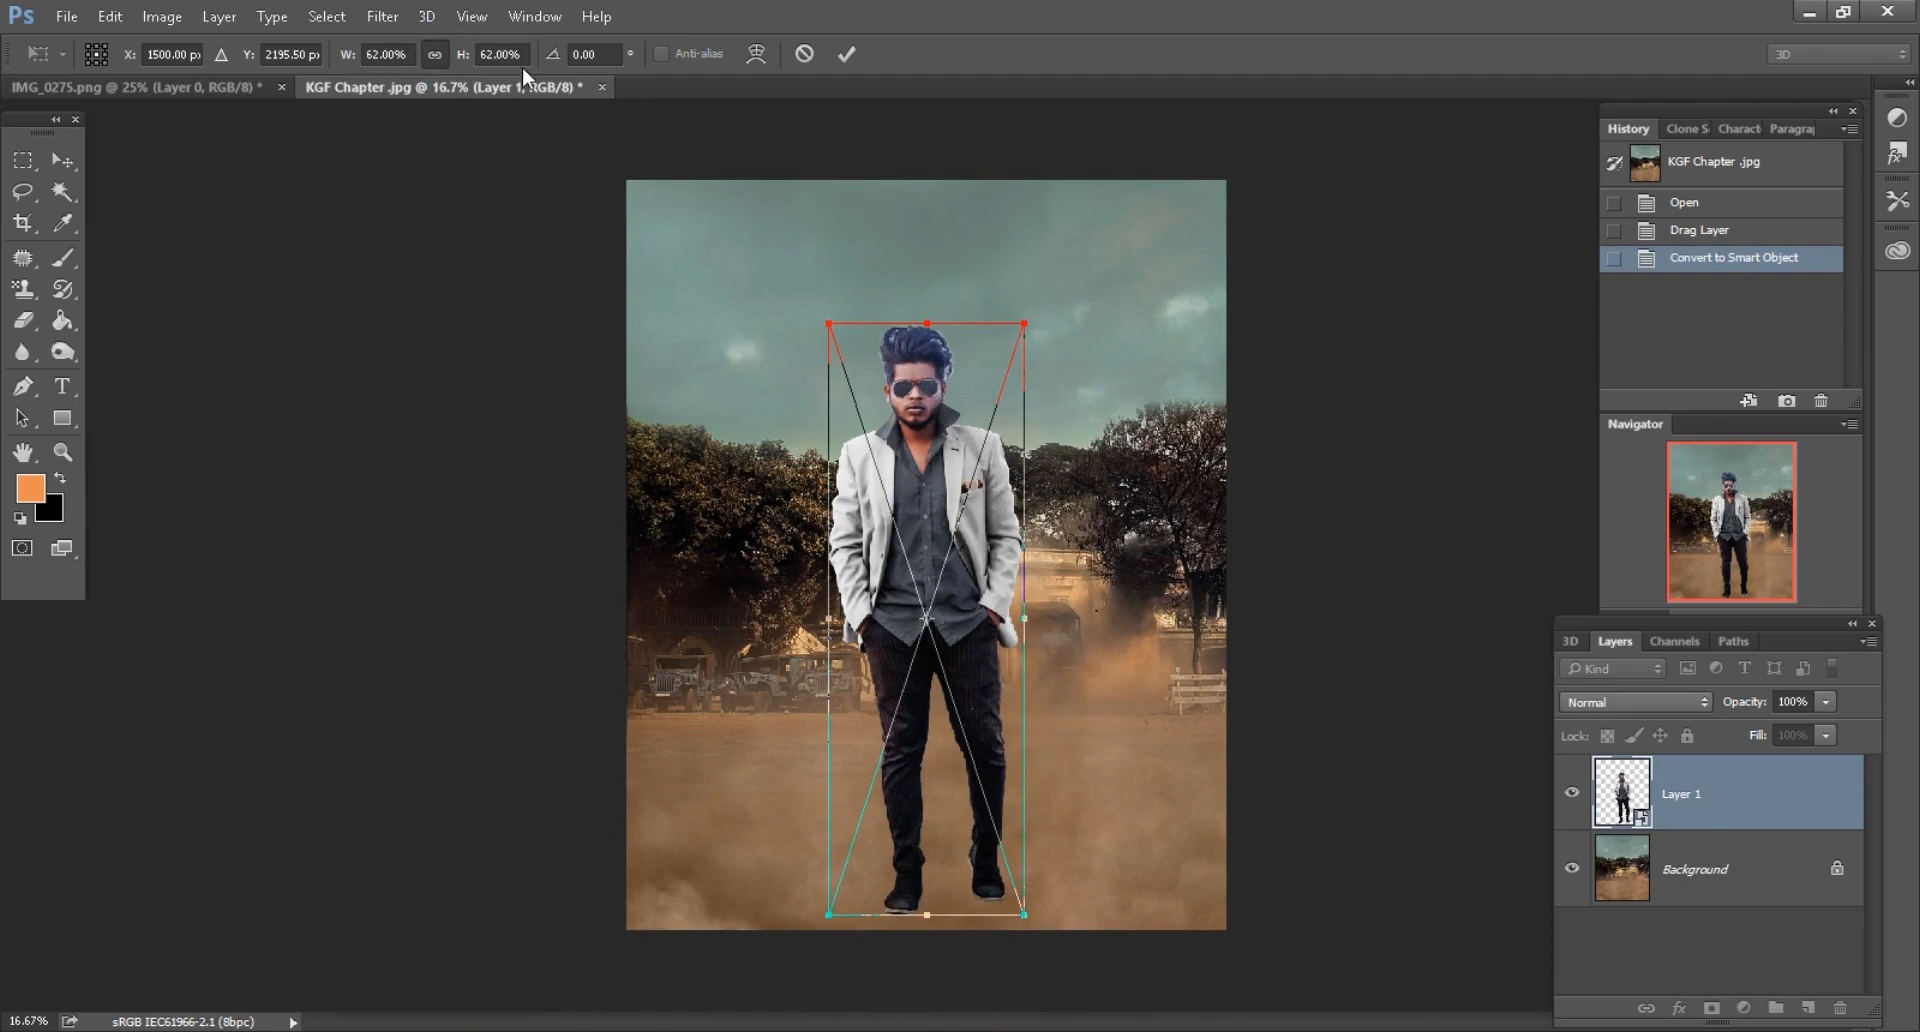 Ps File Edit Image Layer Type Select Filter 3D View Window Help
X: 1500.00 px Y: 2195.50 px W: 62.00% H: 62.00% 0.00 ° Anti-alias 3D
IMG_0275.png @ 25% (Layer 0, RGB/8) * × KGF Chapter .jpg @ 16.7% (Layer 1, RGB/8) * ×
History Clone S Charact Paragra
KGF Chapter .jpg
Open
Drag Layer
Convert to Smart Object
Navigator
3D Layers Channels Paths
Kind
Normal Opacity: 100%
Lock: Fill: 100%
Layer 1
Background
16.67% sRGB IEC61966-2.1 (8bpc)